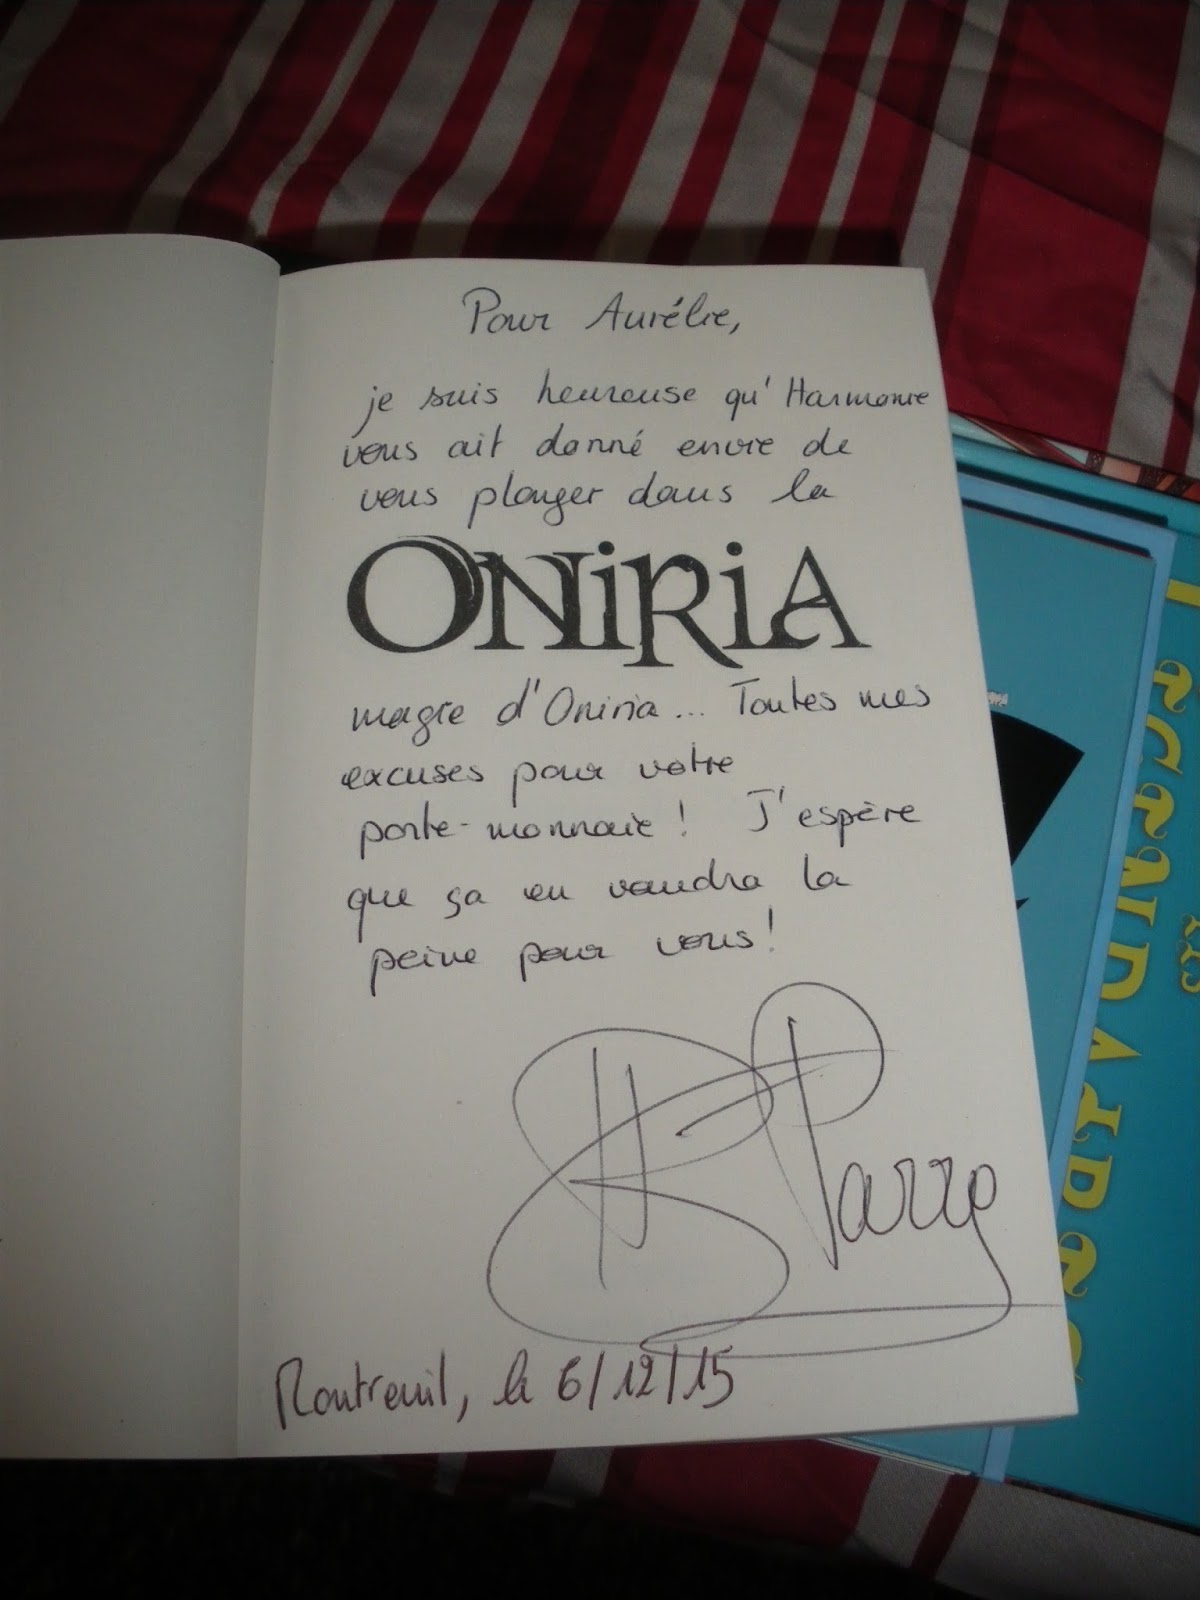 Pour Aurélie,
je suis heureuse qu'Harmonie
vous ait donné envie de
vous plonger dans la
ONiRiA
magie d'Oniria... Toutes mes
excuses pour votre
porte-monnaie ! J'espère
que ça en vaudra la
peine pour vous !
Parry
Montreuil, le 6/12/15